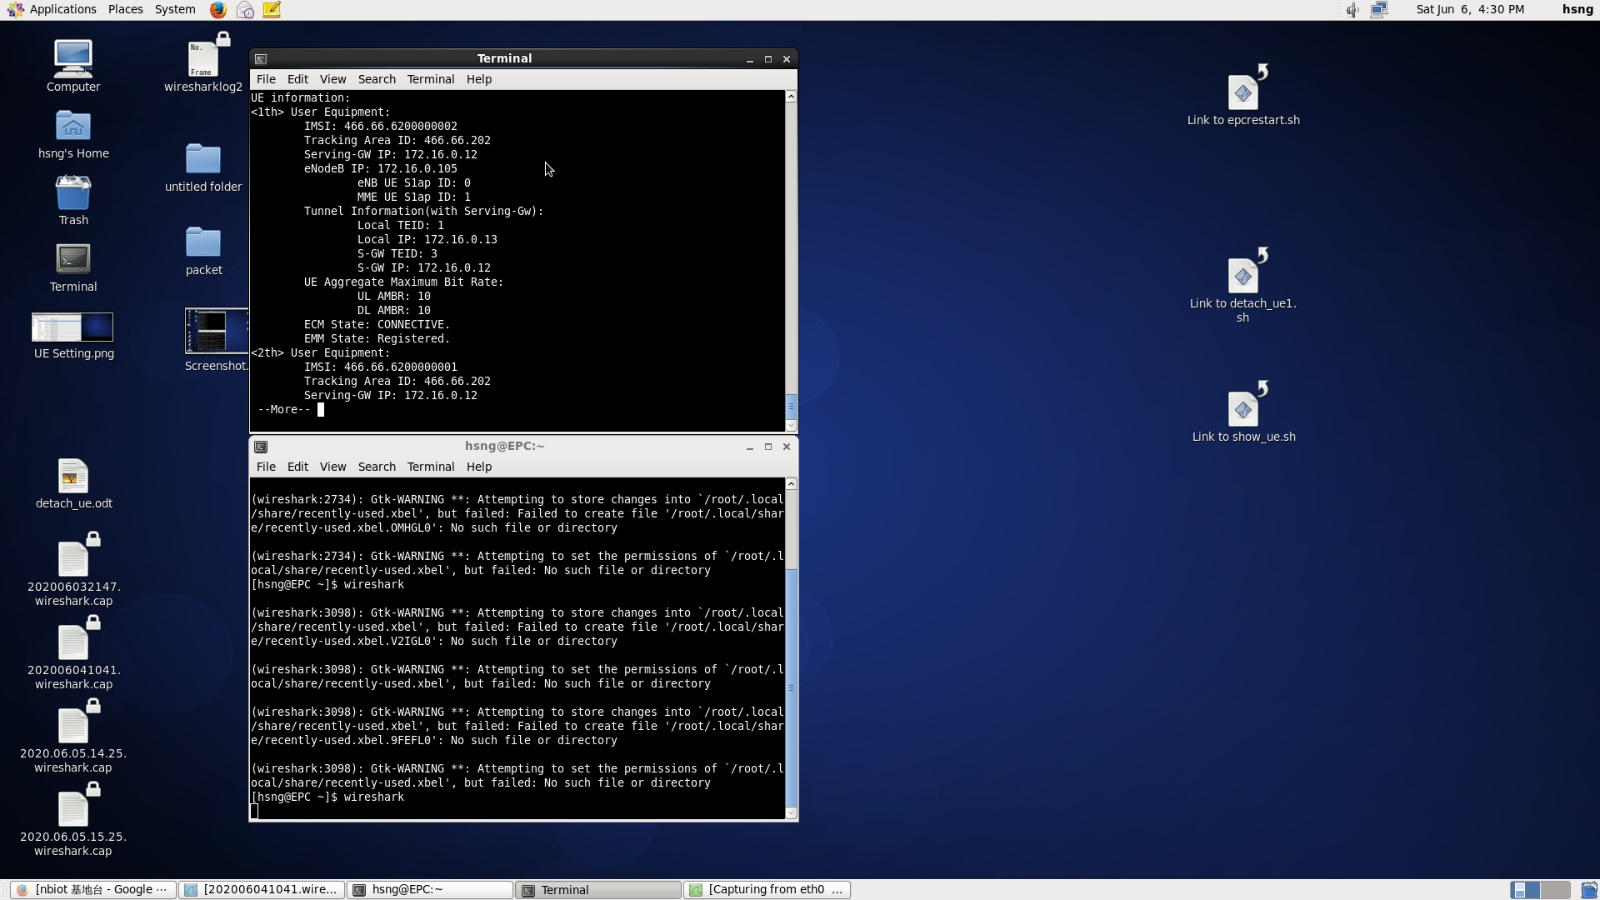 Applications Places System
Sat Jun 6, 4:30 PM
hsng
Computer
No.
Frame
wiresharklog2
hsng's Home
untitled folder
Trash
packet
Terminal
UE Setting.png
Screenshot.
detach_ue.odt
202006032147.
wireshark.cap
202006041041.
wireshark.cap
2020.06.05.14.25.
wireshark.cap
2020.06.05.15.25.
wireshark.cap
Link to epcrestart.sh
Link to detach_ue1.
sh
Link to show_ue.sh
Terminal
File Edit View Search Terminal Help
UE information:
<1th> User Equipment:
IMSI: 466.66.6200000002
Tracking Area ID: 466.66.202
Serving-GW IP: 172.16.0.12
eNodeB IP: 172.16.0.105
eNB UE S1ap ID: 0
MME UE S1ap ID: 1
Tunnel Information(with Serving-Gw):
Local TEID: 1
Local IP: 172.16.0.13
S-GW TEID: 3
S-GW IP: 172.16.0.12
UE Aggregate Maximum Bit Rate:
UL AMBR: 10
DL AMBR: 10
ECM State: CONNECTIVE.
EMM State: Registered.
<2th> User Equipment:
IMSI: 466.66.6200000001
Tracking Area ID: 466.66.202
Serving-GW IP: 172.16.0.12
--More--
hsng@EPC:~
File Edit View Search Terminal Help
(wireshark:2734): Gtk-WARNING **: Attempting to store changes into `/root/.local
/share/recently-used.xbel', but failed: Failed to create file '/root/.local/shar
e/recently-used.xbel.OMHGL0': No such file or directory
(wireshark:2734): Gtk-WARNING **: Attempting to set the permissions of `/root/.l
ocal/share/recently-used.xbel', but failed: No such file or directory
[hsng@EPC ~]$ wireshark
(wireshark:3098): Gtk-WARNING **: Attempting to store changes into `/root/.local
/share/recently-used.xbel', but failed: Failed to create file '/root/.local/shar
e/recently-used.xbel.V2IGL0': No such file or directory
(wireshark:3098): Gtk-WARNING **: Attempting to set the permissions of `/root/.l
ocal/share/recently-used.xbel', but failed: No such file or directory
(wireshark:3098): Gtk-WARNING **: Attempting to store changes into `/root/.local
/share/recently-used.xbel', but failed: Failed to create file '/root/.local/shar
e/recently-used.xbel.9FEFL0': No such file or directory
(wireshark:3098): Gtk-WARNING **: Attempting to set the permissions of `/root/.l
ocal/share/recently-used.xbel', but failed: No such file or directory
[hsng@EPC ~]$ wireshark
[nbiot 基地台 - Google ···
[202006041041.wire...
hsng@EPC:~
Terminal
[Capturing from eth0 ...